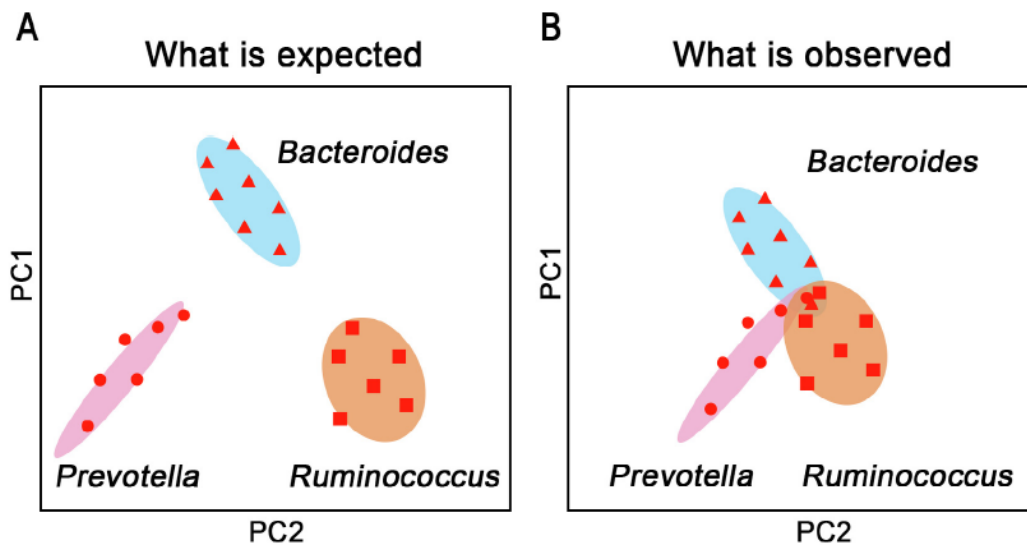 A
What is expected
Bacteroides
Prevotella
Ruminococcus
PC1
PC2
B
What is observed
Bacteroides
Prevotella
Ruminococcus
PC1
PC2